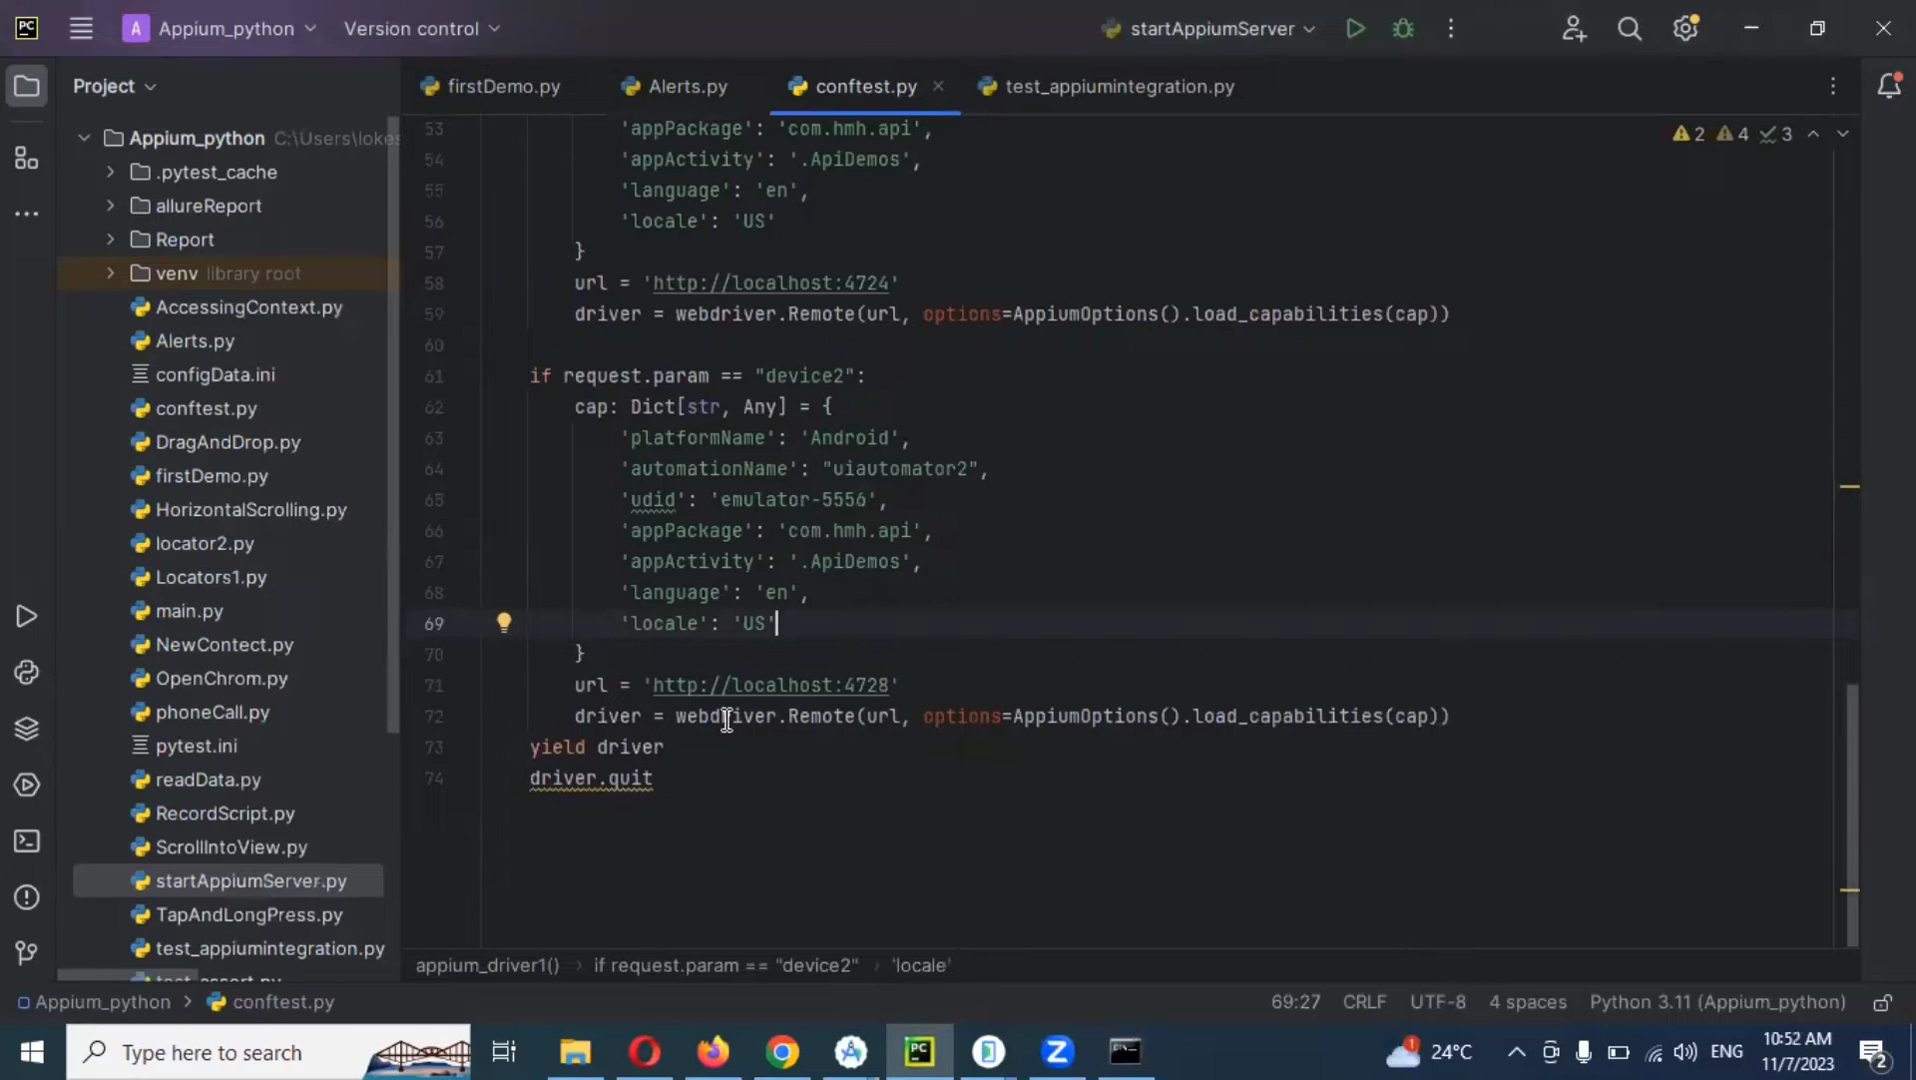 PC
A Appium_python
Version control
startAppiumServer
Project
firstDemo.py
Alerts.py
conftest.py
test_appiumintegration.py
Appium_python C:\Users\lokes
.pytest_cache
allureReport
Report
venv library root
AccessingContext.py
Alerts.py
configData.ini
conftest.py
DragAndDrop.py
firstDemo.py
HorizontalScrolling.py
locator2.py
Locators1.py
main.py
NewContect.py
OpenChrom.py
phoneCall.py
pytest.ini
readData.py
RecordScript.py
ScrollIntoView.py
startAppiumServer.py
TapAndLongPress.py
test_appiumintegration.py
test_assert.py
2 4 3
53 'appPackage': 'com.hmh.api',
54 'appActivity': '.ApiDemos',
55 'language': 'en',
56 'locale': 'US'
57 }
58 url = 'http://localhost:4724'
59 driver = webdriver.Remote(url, options=AppiumOptions().load_capabilities(cap))
60
61 if request.param == "device2":
62 cap: Dict[str, Any] = {
63 'platformName': 'Android',
64 'automationName': "uiautomator2",
65 'udid': 'emulator-5556',
66 'appPackage': 'com.hmh.api',
67 'appActivity': '.ApiDemos',
68 'language': 'en',
69 'locale': 'US'
70 }
71 url = 'http://localhost:4728'
72 driver = webdriver.Remote(url, options=AppiumOptions().load_capabilities(cap))
73 yield driver
74 driver.quit
appium_driver1() › if request.param == "device2" › 'locale'
Appium_python > conftest.py
69:27 CRLF UTF-8 4 spaces Python 3.11 (Appium_python)
Type here to search
PC
1
24°C
ENG
10:52 AM
11/7/2023
2